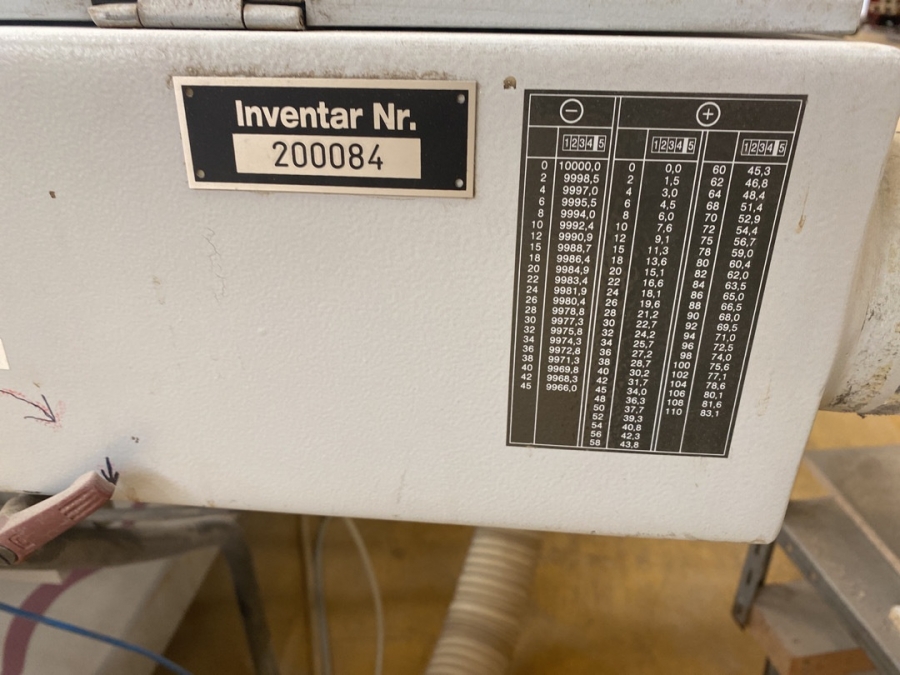 Inventar Nr.
200084
− +
12345 12345 12345
0 10000,0 0 0,0 60 45,3
2 9998,5 2 1,5 62 46,8
4 9997,0 4 3,0 64 48,4
6 9995,5 6 4,5 68 51,4
8 9994,0 8 6,0 70 52,9
10 9992,4 10 7,6 72 54,4
12 9990,9 12 9,1 75 56,7
15 9988,7 15 11,3 78 59,0
18 9986,4 18 13,6 80 60,4
20 9984,9 20 15,1 82 62,0
22 9983,4 22 16,6 84 63,5
24 9981,9 24 18,1 86 65,0
26 9980,4 26 19,6 88 66,5
28 9978,8 28 21,2 90 68,0
30 9977,3 30 22,7 92 69,5
32 9975,8 32 24,2 94 71,0
34 9974,3 34 25,7 96 72,5
36 9972,8 36 27,2 98 74,0
38 9971,3 38 28,7 100 75,6
40 9969,8 40 30,2 102 77,1
42 9968,3 42 31,7 104 78,6
45 9966,0 45 34,0 106 80,1
48 36,3 108 81,6
50 37,7 110 83,1
52 39,3
54 40,8
56 42,3
58 43,8